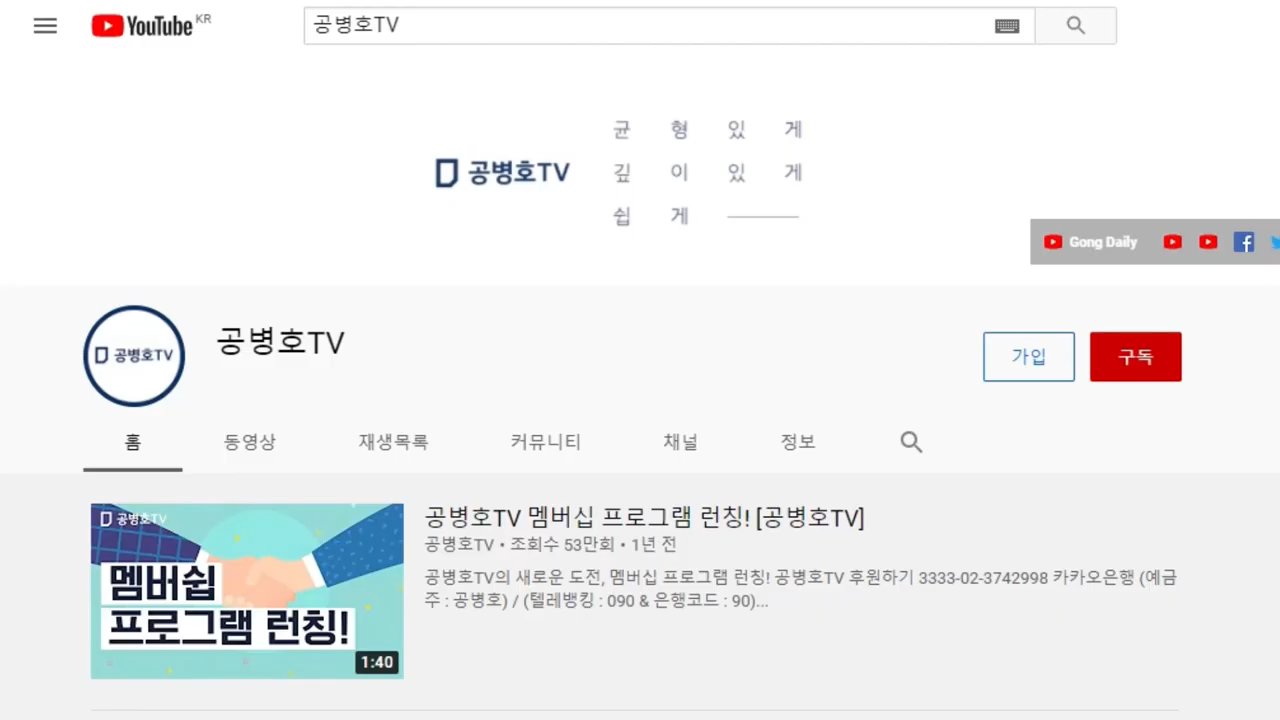 YouTube KR
공병호TV
균 형 있 게
공병호TV
깊 이 있 게
쉽 게
Gong Daily
공병호TV
공병호TV
가입
구독
홈
동영상
재생목록
커뮤니티
채널
정보
공병호TV
멤버쉽
프로그램 런칭!
1:40
공병호TV 멤버십 프로그램 런칭! [공병호TV]
공병호TV • 조회수 53만회 • 1년 전
공병호TV의 새로운 도전, 멤버십 프로그램 런칭! 공병호TV 후원하기 3333-02-3742998 카카오은행 (예금
주 : 공병호) / (텔레뱅킹 : 090 & 은행코드 : 90)...